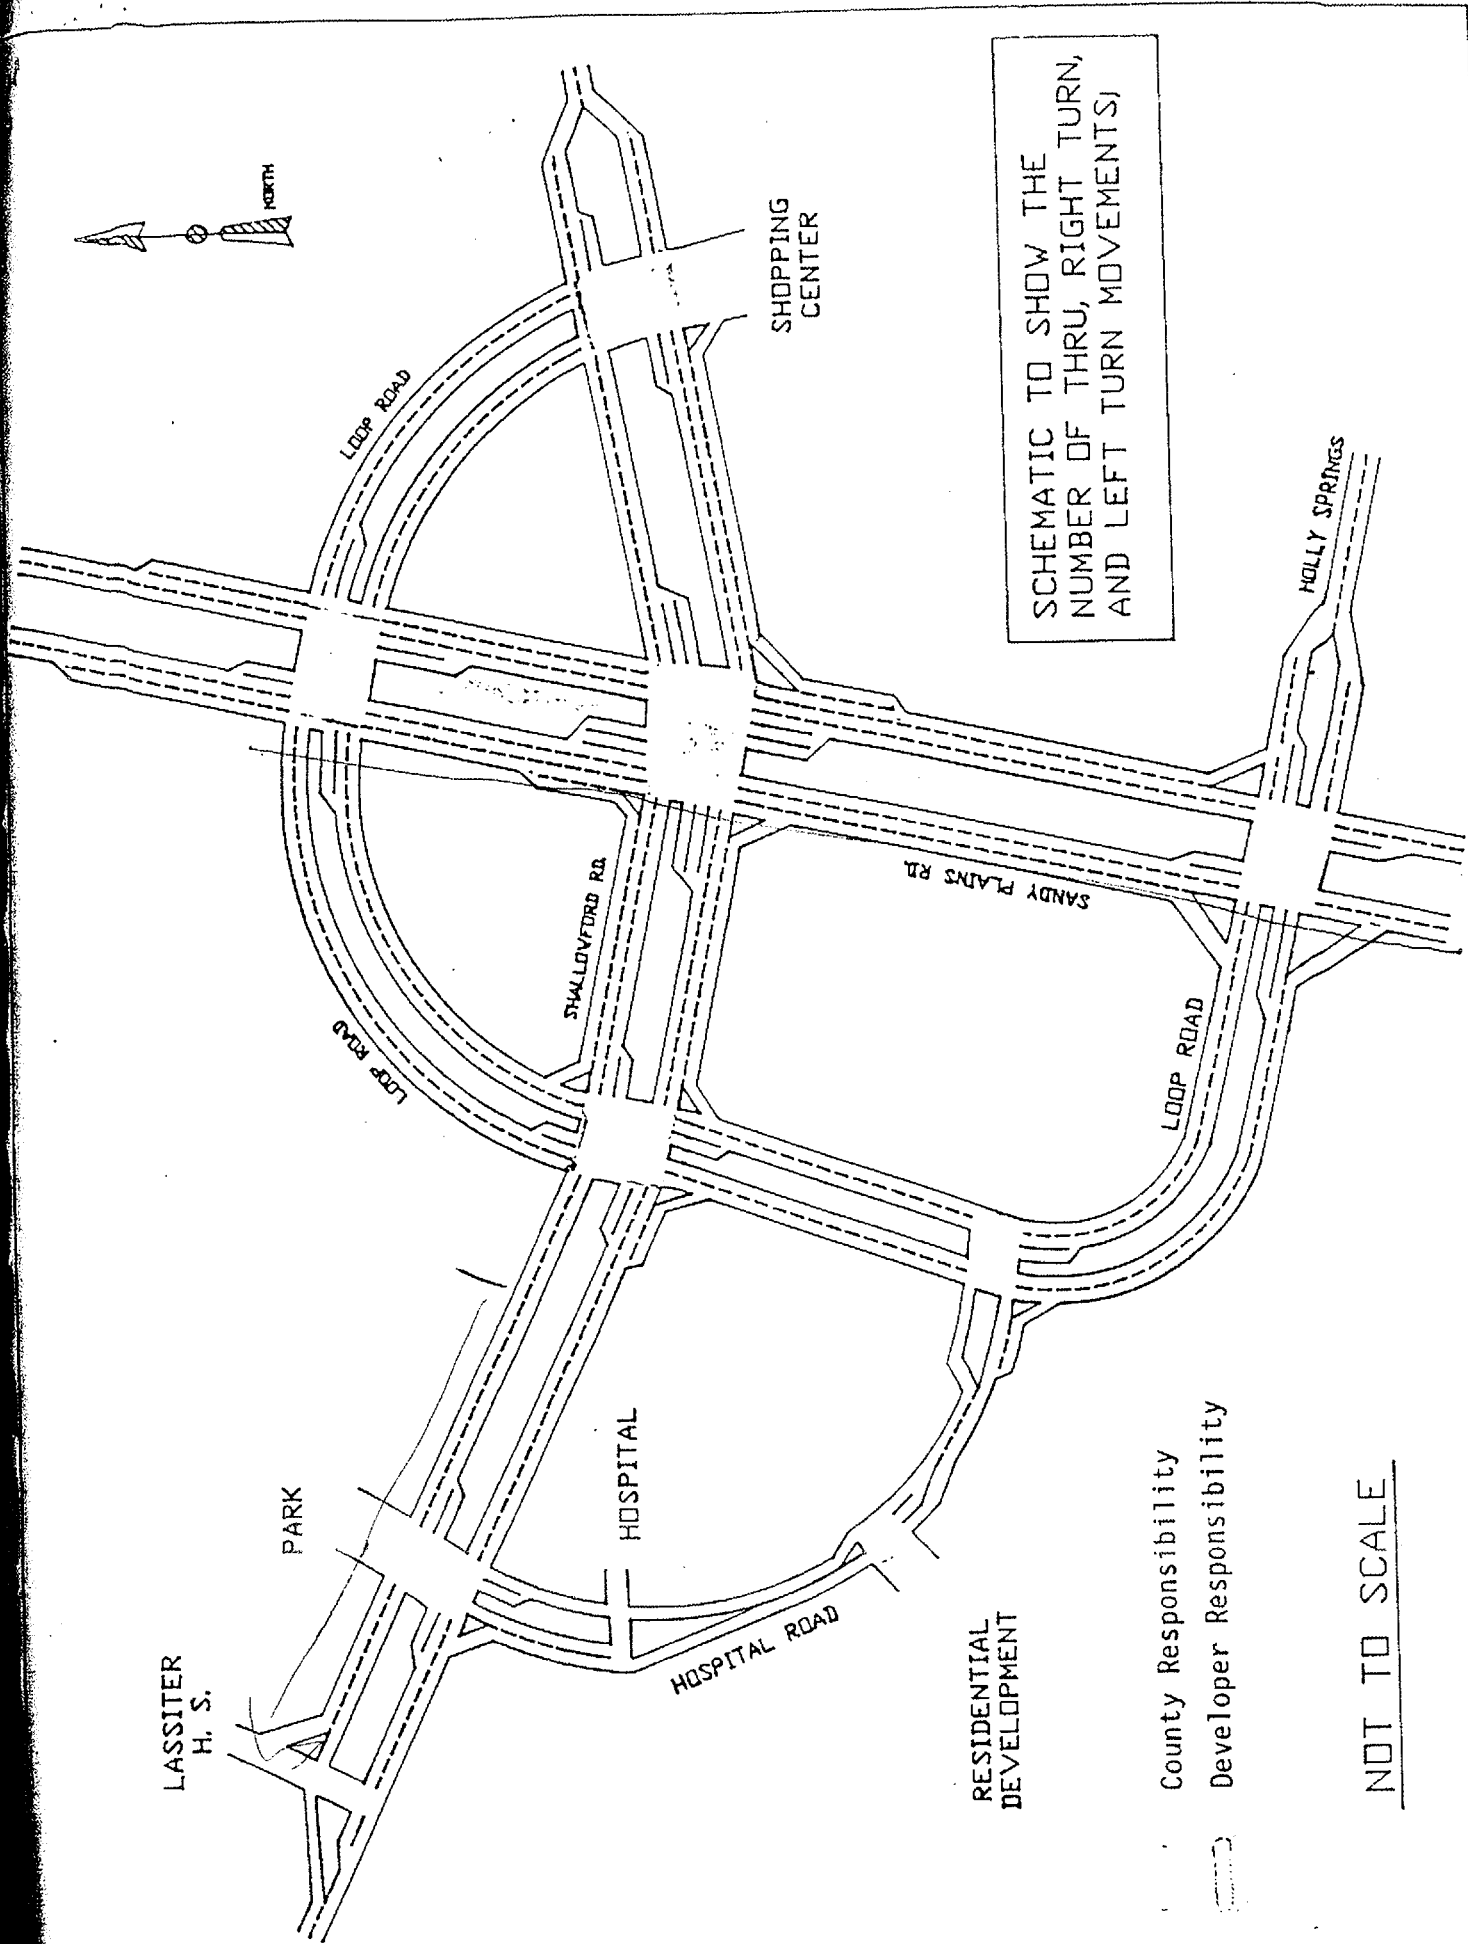 NORTH
LOOP ROAD
SHOPPING
CENTER
SCHEMATIC TO SHOW THE
NUMBER OF THRU, RIGHT TURN,
AND LEFT TURN MOVEMENTS;
HOLLY SPRINGS
SHALLOWFORD RD.
SANDY PLAINS RD.
LOOP ROAD
LOOP ROAD
PARK
HOSPITAL
LASSITER
H. S.
HOSPITAL ROAD
RESIDENTIAL
DEVELOPMENT
County Responsibility
Developer Responsibility
NOT TO SCALE